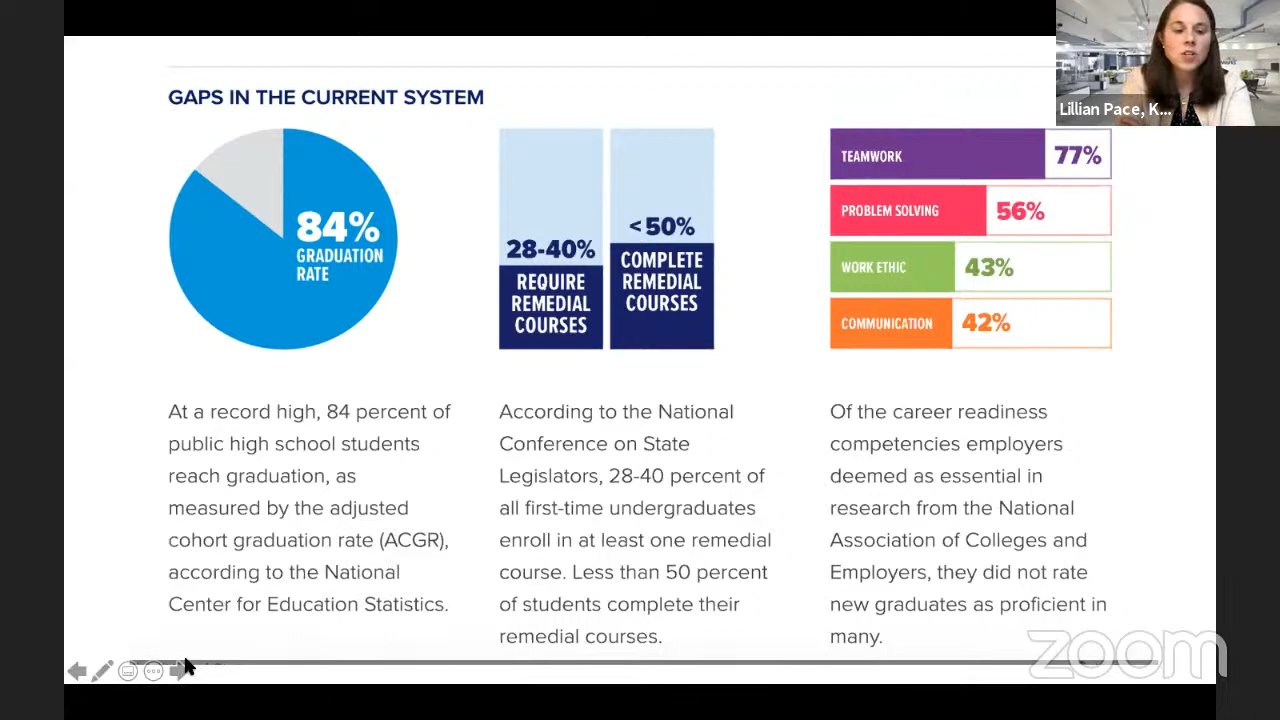 GAPS IN THE CURRENT SYSTEM
84%
GRADUATION
RATE
28-40%
REQUIRE
REMEDIAL
COURSES
<50%
COMPLETE
REMEDIAL
COURSES
TEAMWORK 77%
PROBLEM SOLVING 56%
WORK ETHIC 43%
COMMUNICATION 42%
At a record high, 84 percent of
public high school students
reach graduation, as
measured by the adjusted
cohort graduation rate (ACGR),
according to the National
Center for Education Statistics.
According to the National
Conference on State
Legislators, 28-40 percent of
all first-time undergraduates
enroll in at least one remedial
course. Less than 50 percent
of students complete their
remedial courses.
Of the career readiness
competencies employers
deemed as essential in
research from the National
Association of Colleges and
Employers, they did not rate
new graduates as proficient in
many.
Lillian Pace, K...
zoom